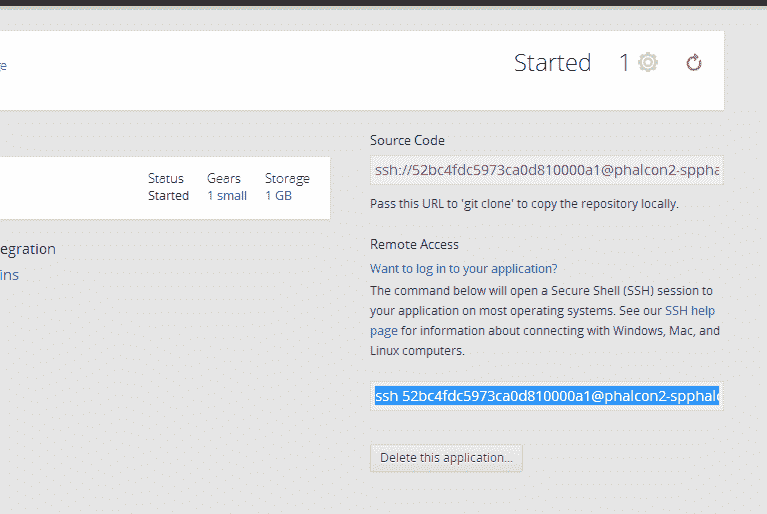 Started 1
Source Code
ssh://52bc4fdc5973ca0d810000a1@phalcon2-sppha
Status Gears Storage
Started 1 small 1 GB
Pass this URL to 'git clone' to copy the repository locally.
egration
Remote Access
ins
Want to log in to your application?
The command below will open a Secure Shell (SSH) session to
your application on most operating systems. See our SSH help
page for information about connecting with Windows, Mac, and
Linux computers.
ssh 52bc4fdc5973ca0d810000a1@phalcon2-spphal
Delete this application...